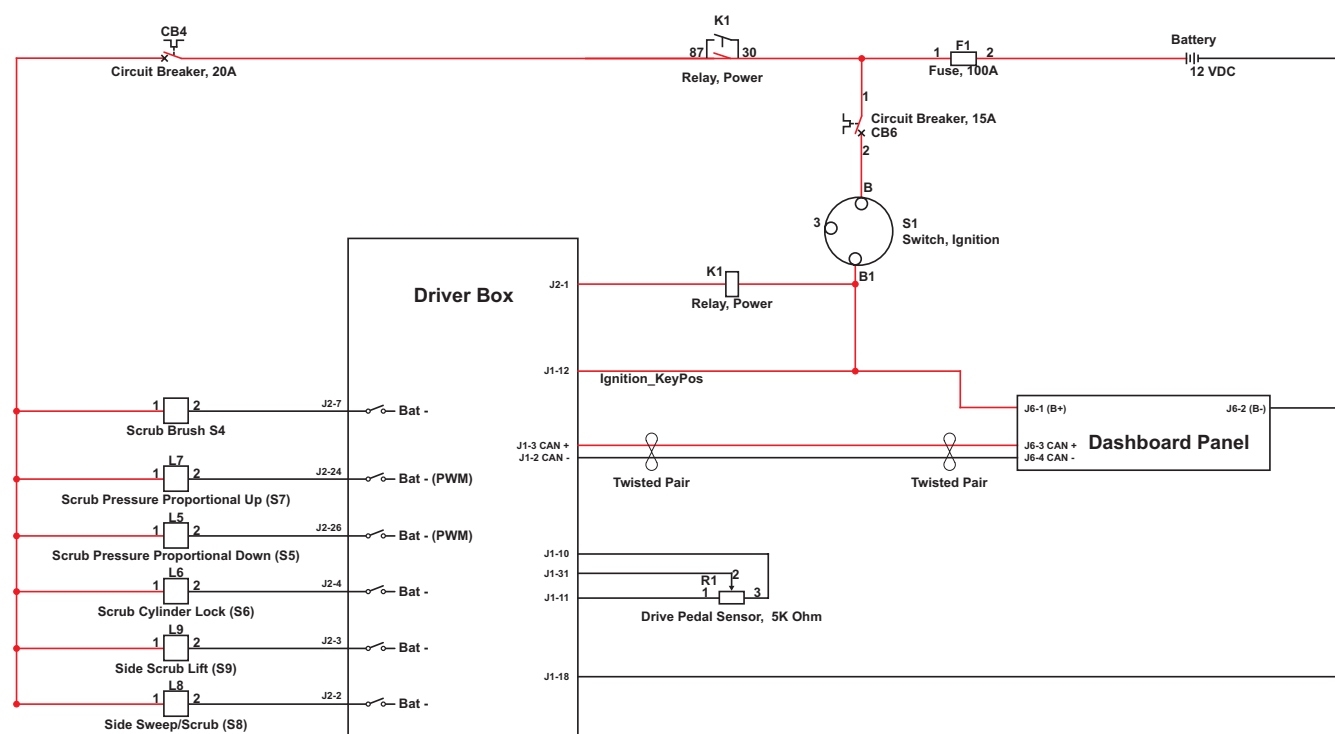 CB4
Circuit Breaker, 20A
K1
87
30
Relay, Power
1
F1
2
Fuse, 100A
Battery
12 VDC
1
Circuit Breaker, 15A
CB6
2
B
3
S1
Switch, Ignition
B1
Driver Box
J2-1
K1
Relay, Power
J1-12
Ignition_KeyPos
1
2
J2-7
Bat -
Scrub Brush S4
J6-1 (B+)
J6-2 (B-)
Dashboard Panel
J1-3 CAN +
J1-2 CAN -
J6-3 CAN +
J6-4 CAN -
Twisted Pair
Twisted Pair
L7
1
2
J2-24
Bat - (PWM)
Scrub Pressure Proportional Up (S7)
L5
1
2
J2-26
Bat - (PWM)
Scrub Pressure Proportional Down (S5)
J1-10
J1-31
J1-11
R1
2
1
3
Drive Pedal Sensor, 5K Ohm
L6
1
2
J2-4
Bat -
Scrub Cylinder Lock (S6)
L9
1
2
J2-3
Bat -
Side Scrub Lift (S9)
J1-18
L8
1
2
J2-2
Bat -
Side Sweep/Scrub (S8)